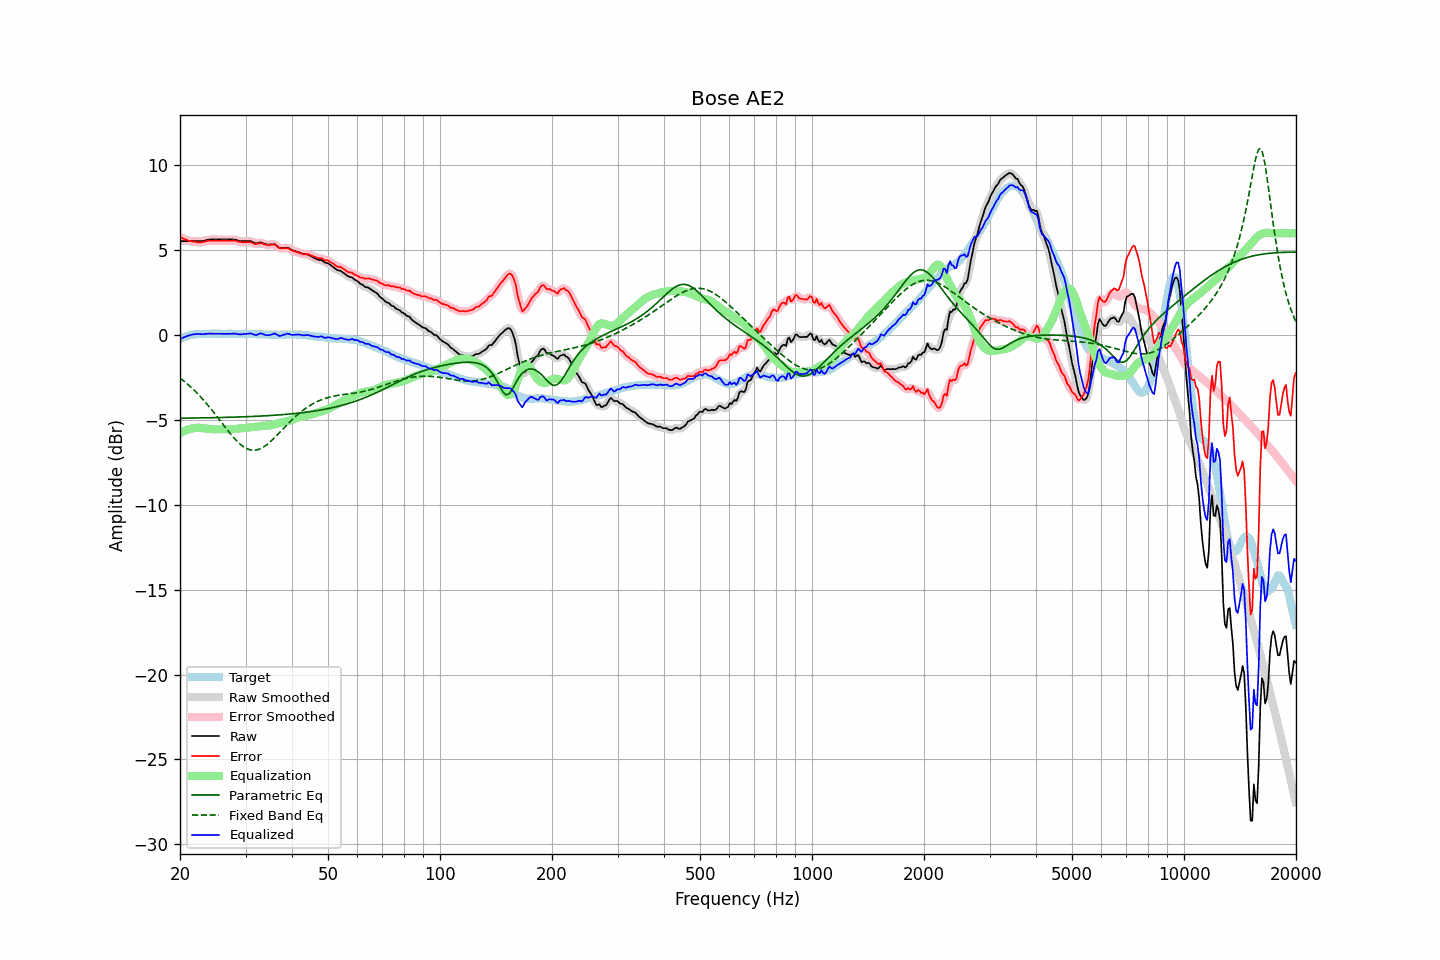 Bose AE2
10
5
0
−5
−10
−15
−20
−25
−30
Amplitude (dBr)
Target
Raw Smoothed
Error Smoothed
Raw
Error
Equalization
Parametric Eq
Fixed Band Eq
Equalized
20 50 100 200 500 1000 2000 5000 10000 20000
Frequency (Hz)